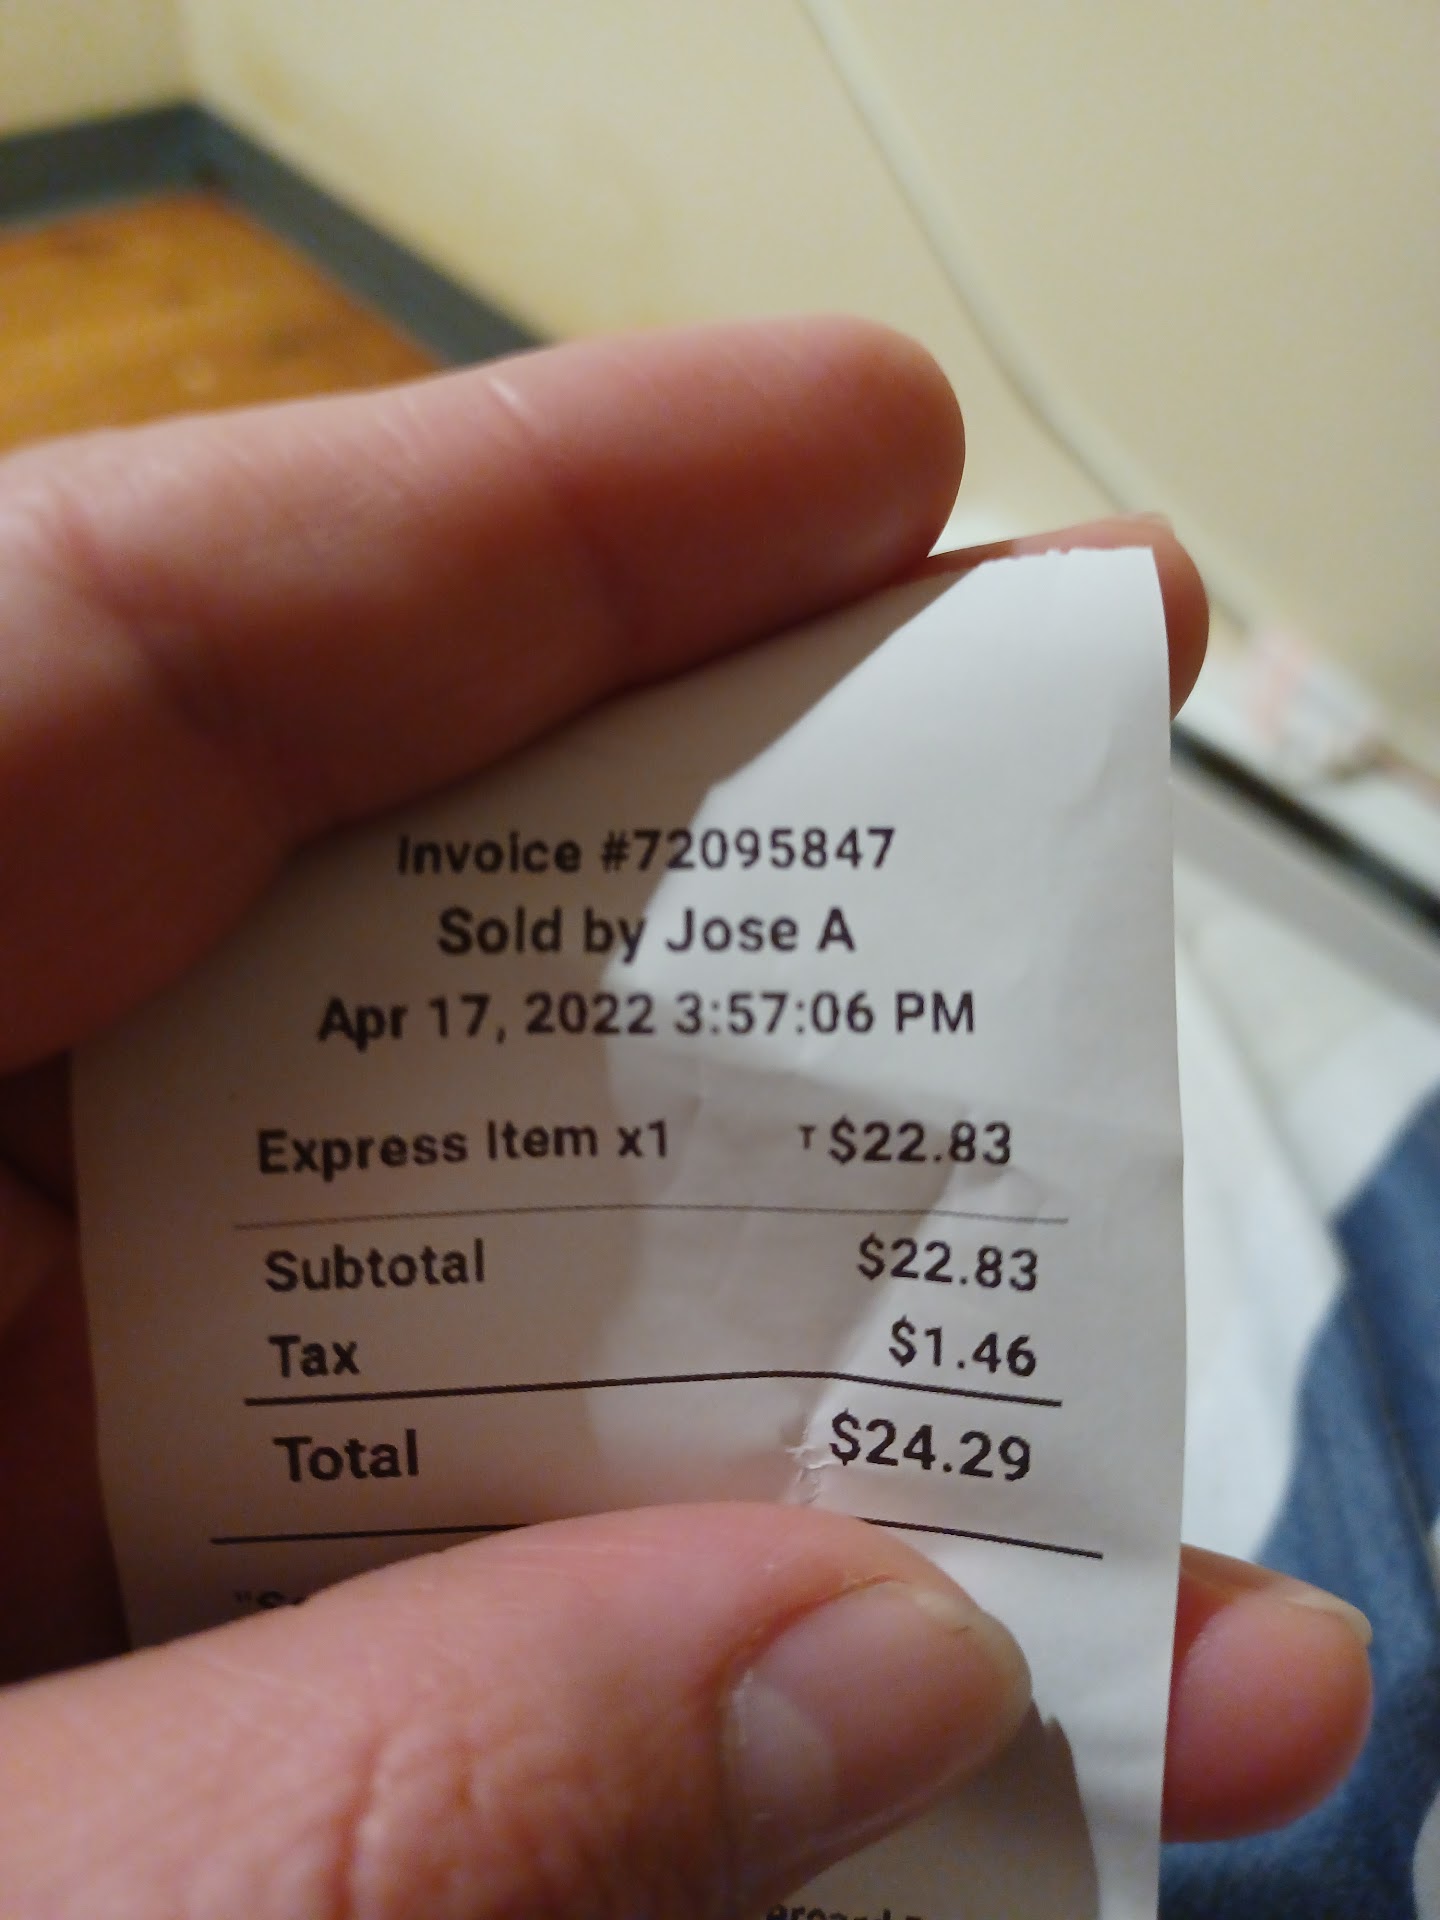 Invoice #72095847
Sold by Jose A
Apr 17, 2022 3:57:06 PM
Express Item x1 T $22.83
Subtotal $22.83
Tax $1.46
Total $24.29